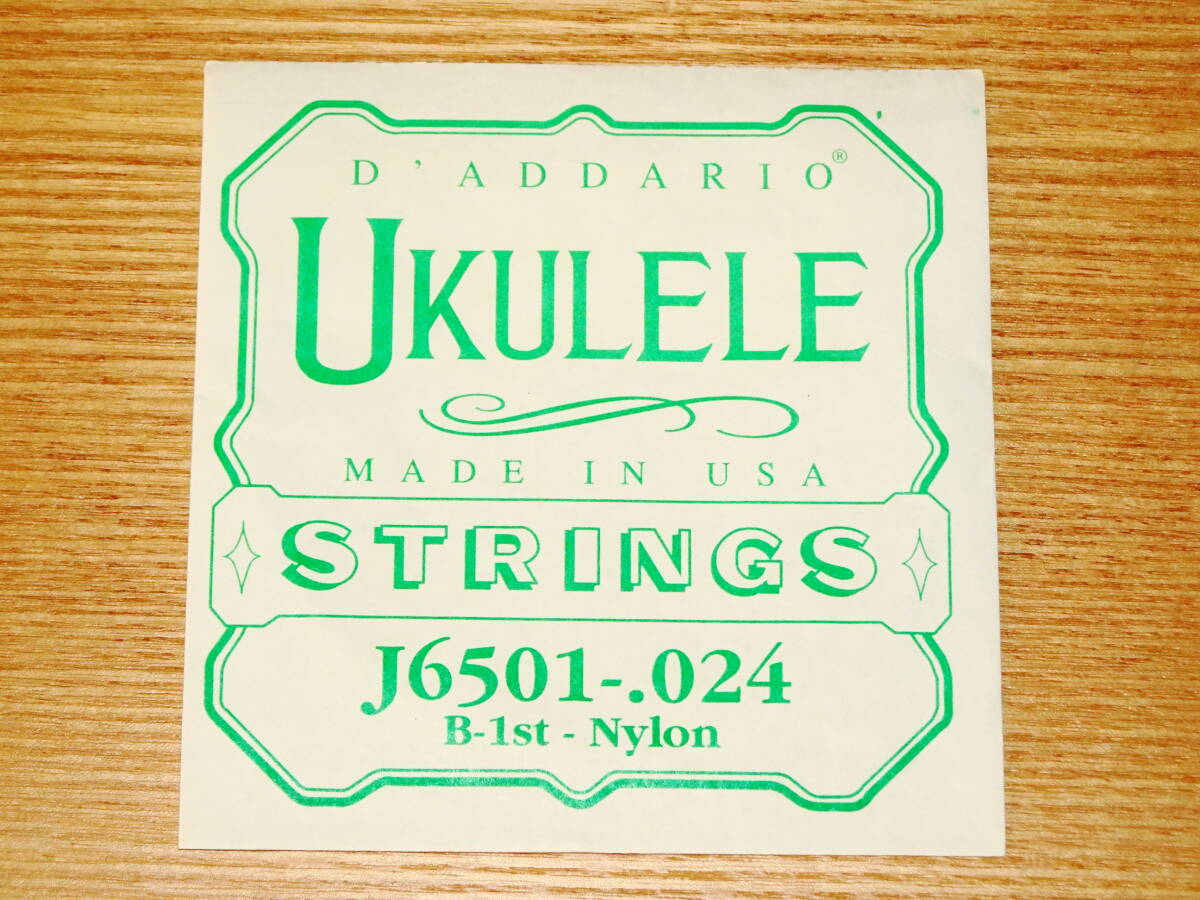 D'ADDARIO®
UKULELE
MADE IN USA
STRINGS
J6501-.024
B-1st - Nylon